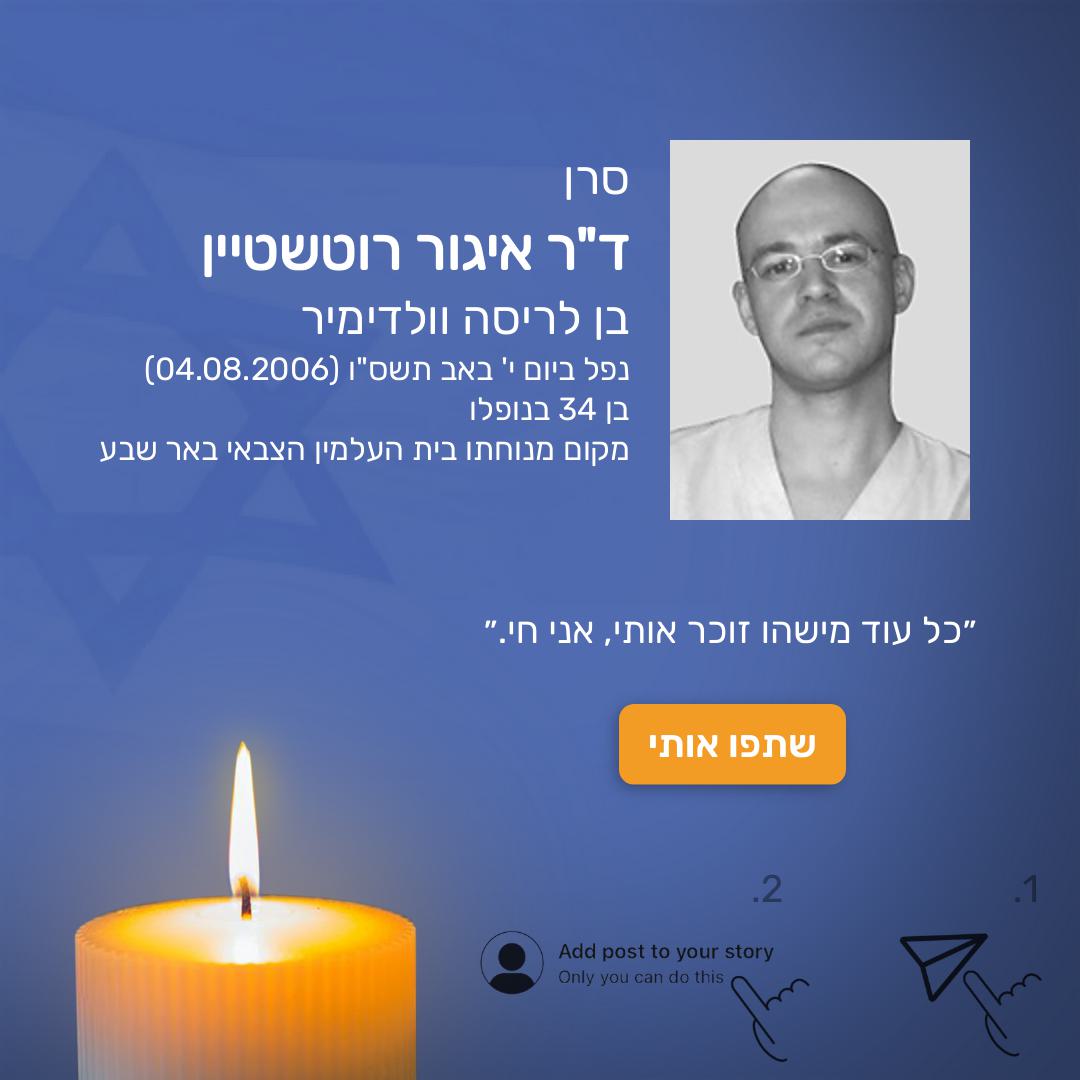 סרן
ד"ר איגור רוטשטיין
בן לריסה וולדימיר
נפל ביום י' באב תשס"ו (04.08.2006)
בן 34 בנופלו
מקום מנוחתו בית העלמין הצבאי באר שבע
״כל עוד מישהו זוכר אותי, אני חי.״
שתפו אותי
1.
2.
Add post to your story
Only you can do this